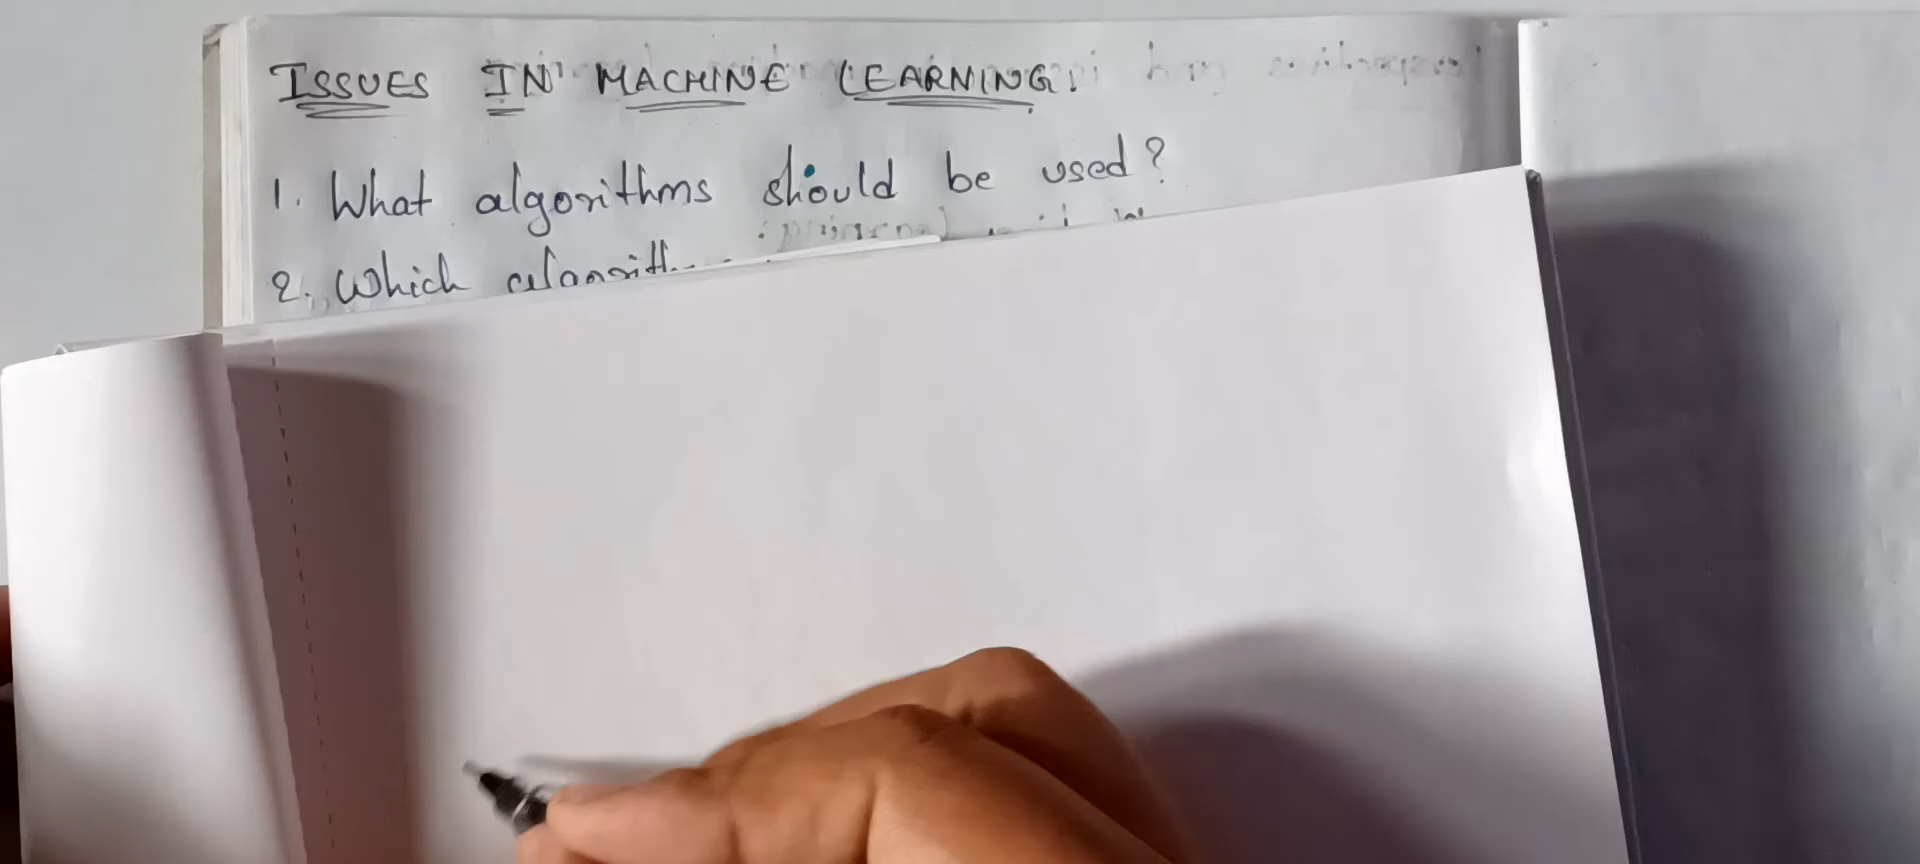 ISSUES IN MACHINE LEARNING:
1. What algorithms should be used?
2. Which